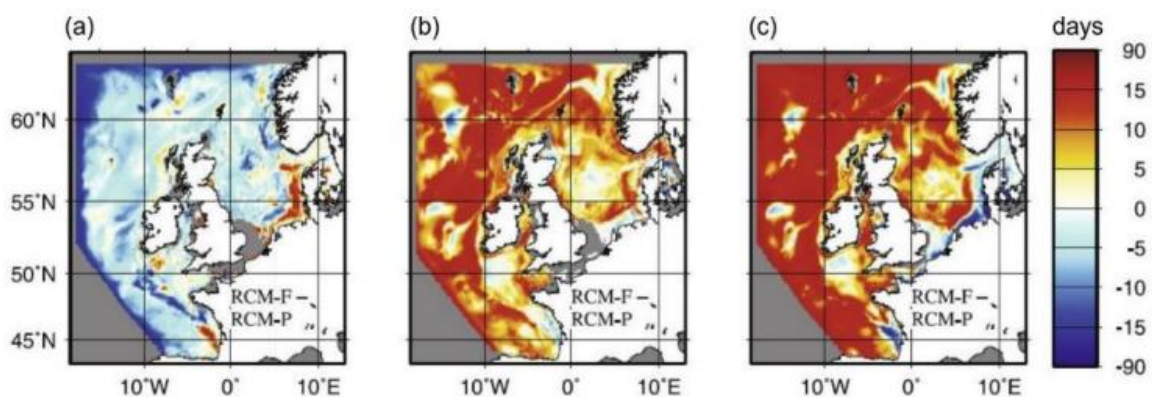 (a) (b) (c) days
60°N
55°N
50°N
45°N
RCM-F –
RCM-P
RCM-F –
RCM-P
RCM-F –
RCM-P
90
15
10
5
0
-5
-10
-15
-90
10°W 0° 10°E 10°W 0° 10°E 10°W 0° 10°E